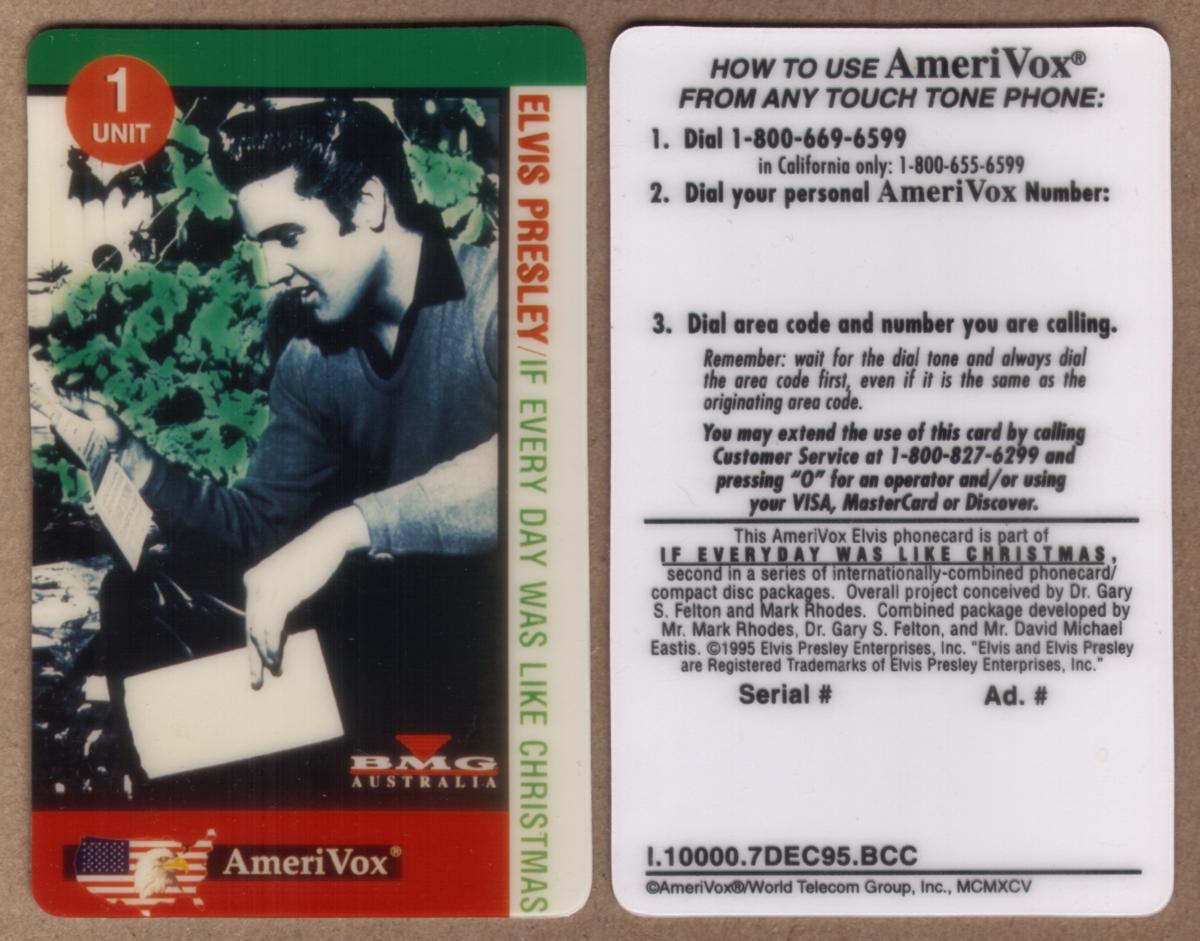 1
UNIT
ELVIS PRESLEY/IF EVERY DAY WAS LIKE CHRISTMAS
BMG
AUSTRALIA
AmeriVox®
HOW TO USE AmeriVox®
FROM ANY TOUCH TONE PHONE:
1. Dial 1-800-669-6599
in California only: 1-800-655-6599
2. Dial your personal AmeriVox Number:
3. Dial area code and number you are calling.
Remember: wait for the dial tone and always dial
the area code first, even if it is the same as the
originating area code.
You may extend the use of this card by calling
Customer Service at 1-800-827-6299 and
pressing "O" for an operator and/or using
your VISA, MasterCard or Discover.
This AmeriVox Elvis phonecard is part of
IF EVERYDAY WAS LIKE CHRISTMAS,
second in a series of internationally-combined phonecard/
compact disc packages. Overall project conceived by Dr. Gary
S. Felton and Mark Rhodes. Combined package developed by
Mr. Mark Rhodes, Dr. Gary S. Felton, and Mr. David Michael
Eastis. ©1995 Elvis Presley Enterprises, Inc. "Elvis and Elvis Presley
are Registered Trademarks of Elvis Presley Enterprises, Inc."
Serial # Ad. #
I.10000.7DEC95.BCC
©AmeriVox®/World Telecom Group, Inc., MCMXCV